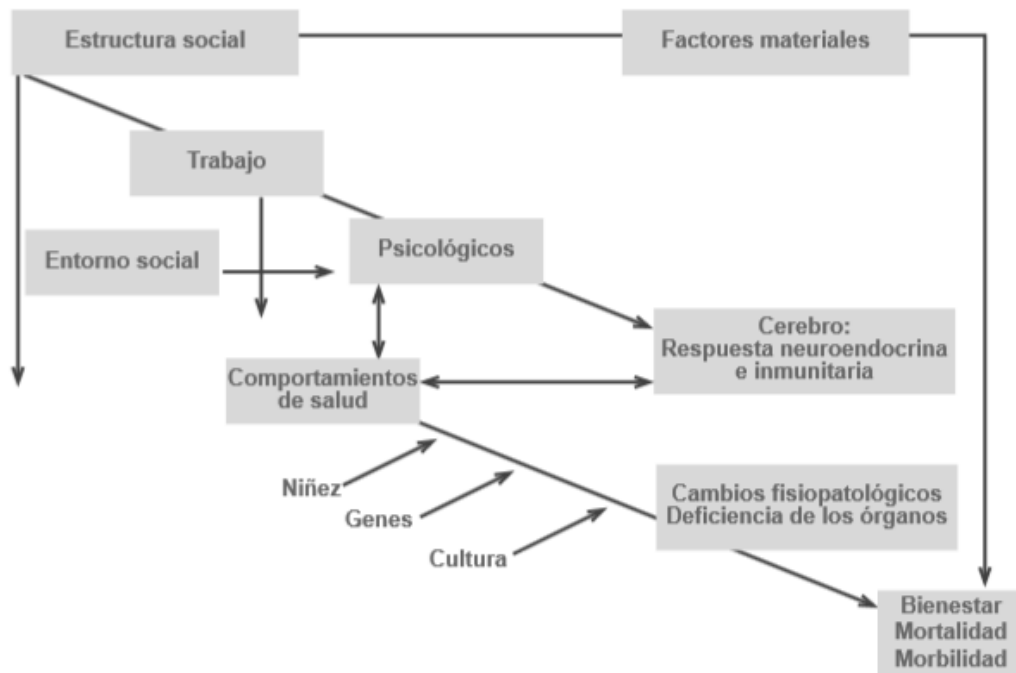 Estructura social
Factores materiales
Trabajo
Entorno social
Psicológicos
Cerebro:
Respuesta neuroendocrina
e inmunitaria
Comportamientos
de salud
Niñez
Genes
Cultura
Cambios fisiopatológicos
Deficiencia de los órganos
Bienestar
Mortalidad
Morbilidad